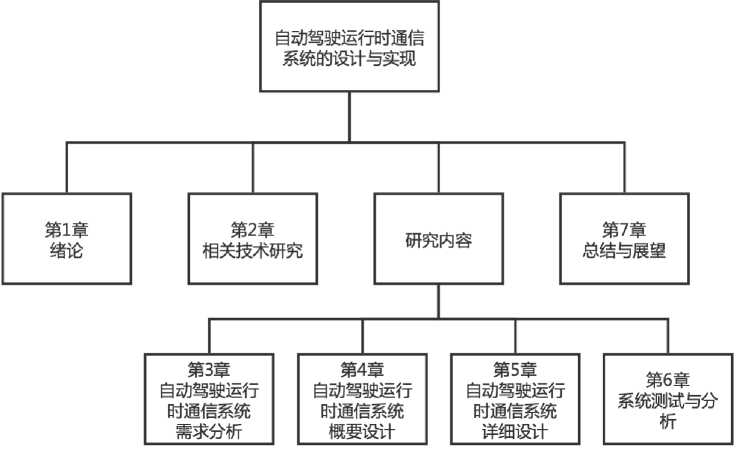 自动驾驶运行时通信
系统的设计与实现
第1章
绪论
第2章
相关技术研究
研究内容
第7章
总结与展望
第3章
自动驾驶运行
时通信系统
需求分析
第4章
自动驾驶运行
时通信系统
概要设计
第5章
自动驾驶运行
时通信系统
详细设计
第6章
系统测试与分
析